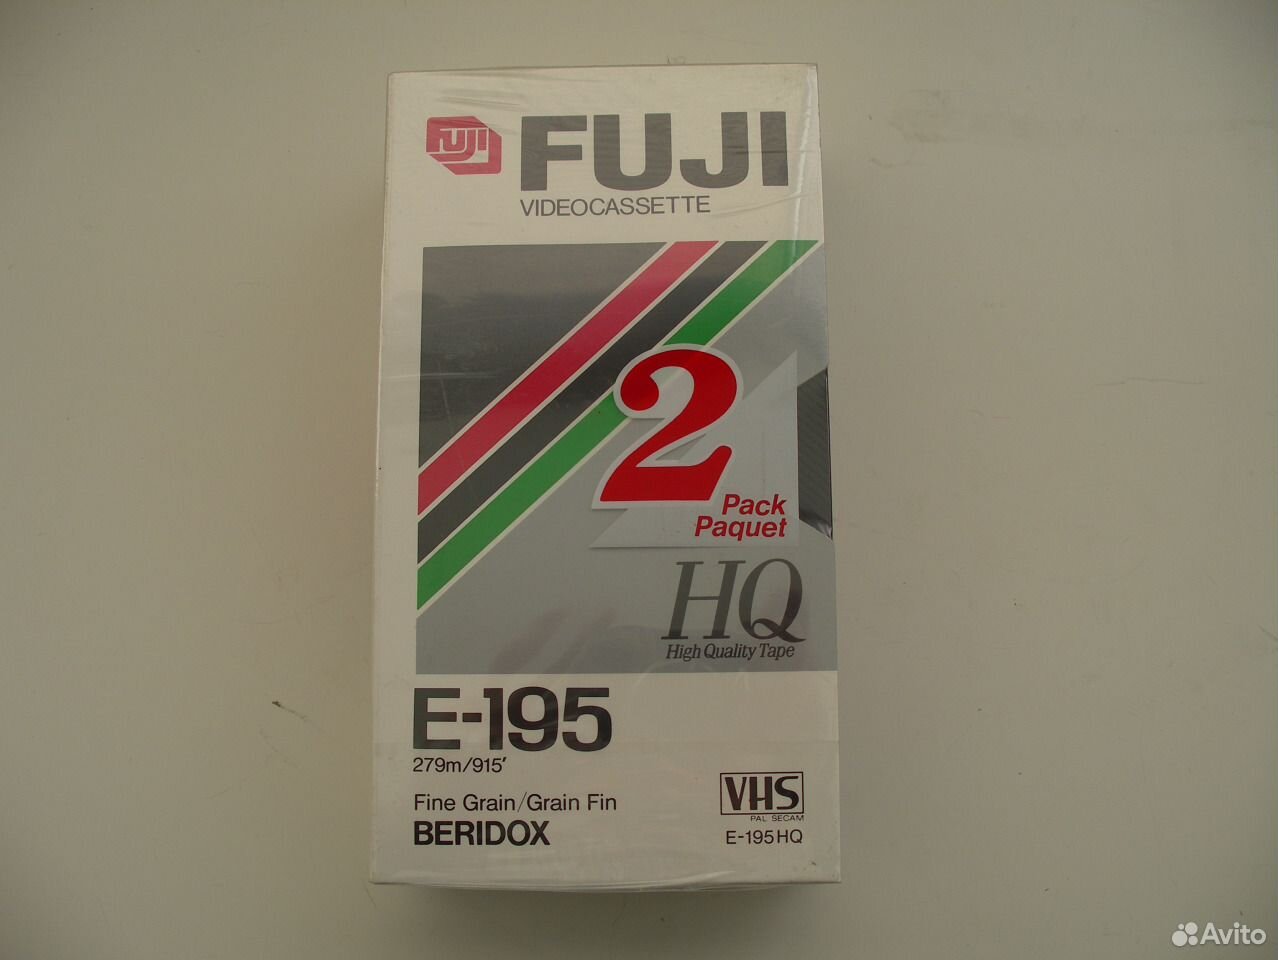 FUJI
FUJI
VIDEOCASSETTE
2
Pack
Paquet
HQ
High Quality Tape
E-195
279m/915′
Fine Grain/Grain Fin
BERIDOX
VHS
PAL SECAM
E-195HQ
Avito